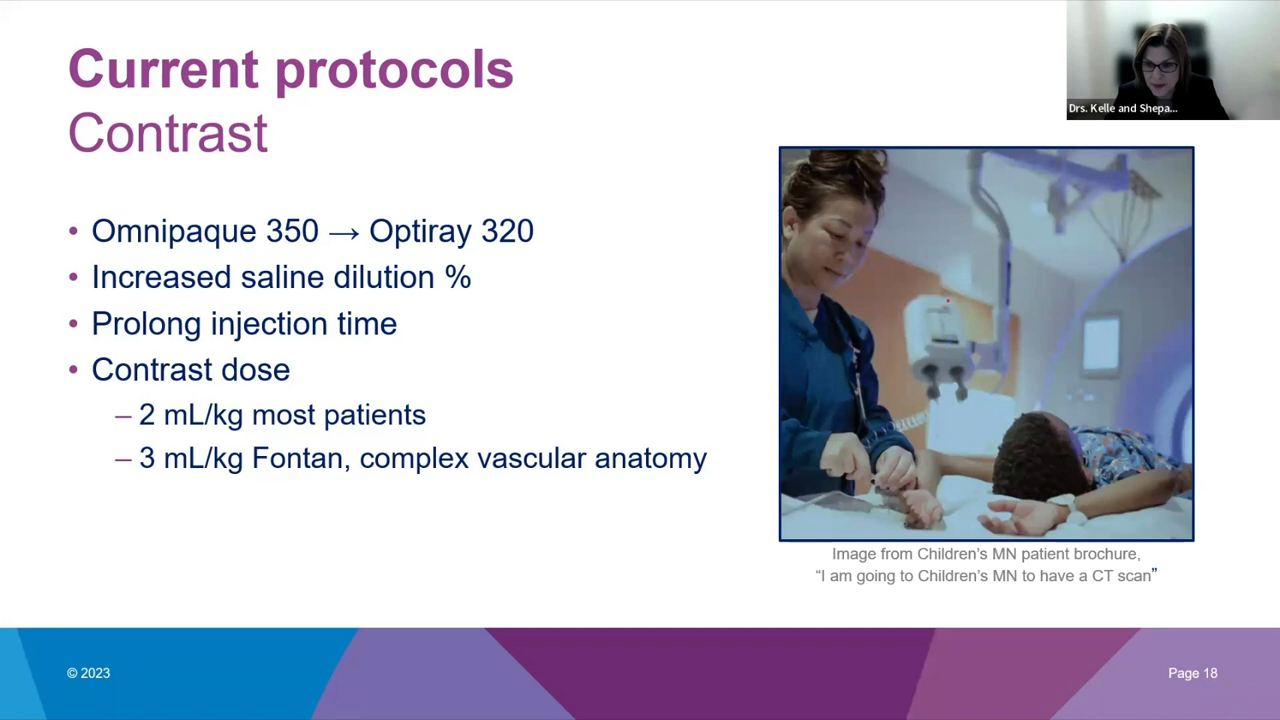 Current protocols
Contrast
Drs. Kelle and Shepa...
• Omnipaque 350 → Optiray 320
• Increased saline dilution %
• Prolong injection time
• Contrast dose
– 2 mL/kg most patients
– 3 mL/kg Fontan, complex vascular anatomy
Image from Children’s MN patient brochure,
“I am going to Children’s MN to have a CT scan”
© 2023
Page 18